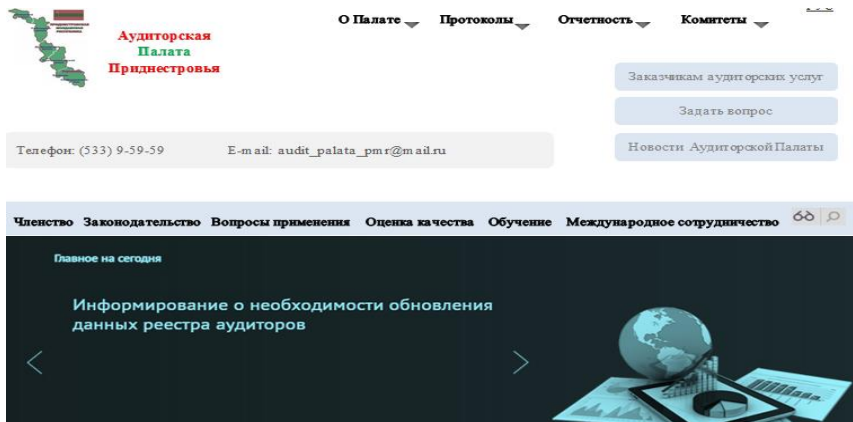 О Палате Протоколы Отчетность Комитеты
Аудиторская
Палата
Приднестровья
Заказчикам аудиторских услуг
Задать вопрос
Новости Аудиторской Палаты
Телефон: (533) 9-59-59 E-mail: audit_palata_pmr@mail.ru
Членство Законодательство Вопросы применения Оценка качества Обучение Международное сотрудничество
Главное на сегодня
Информирование о необходимости обновления
данных реестра аудиторов